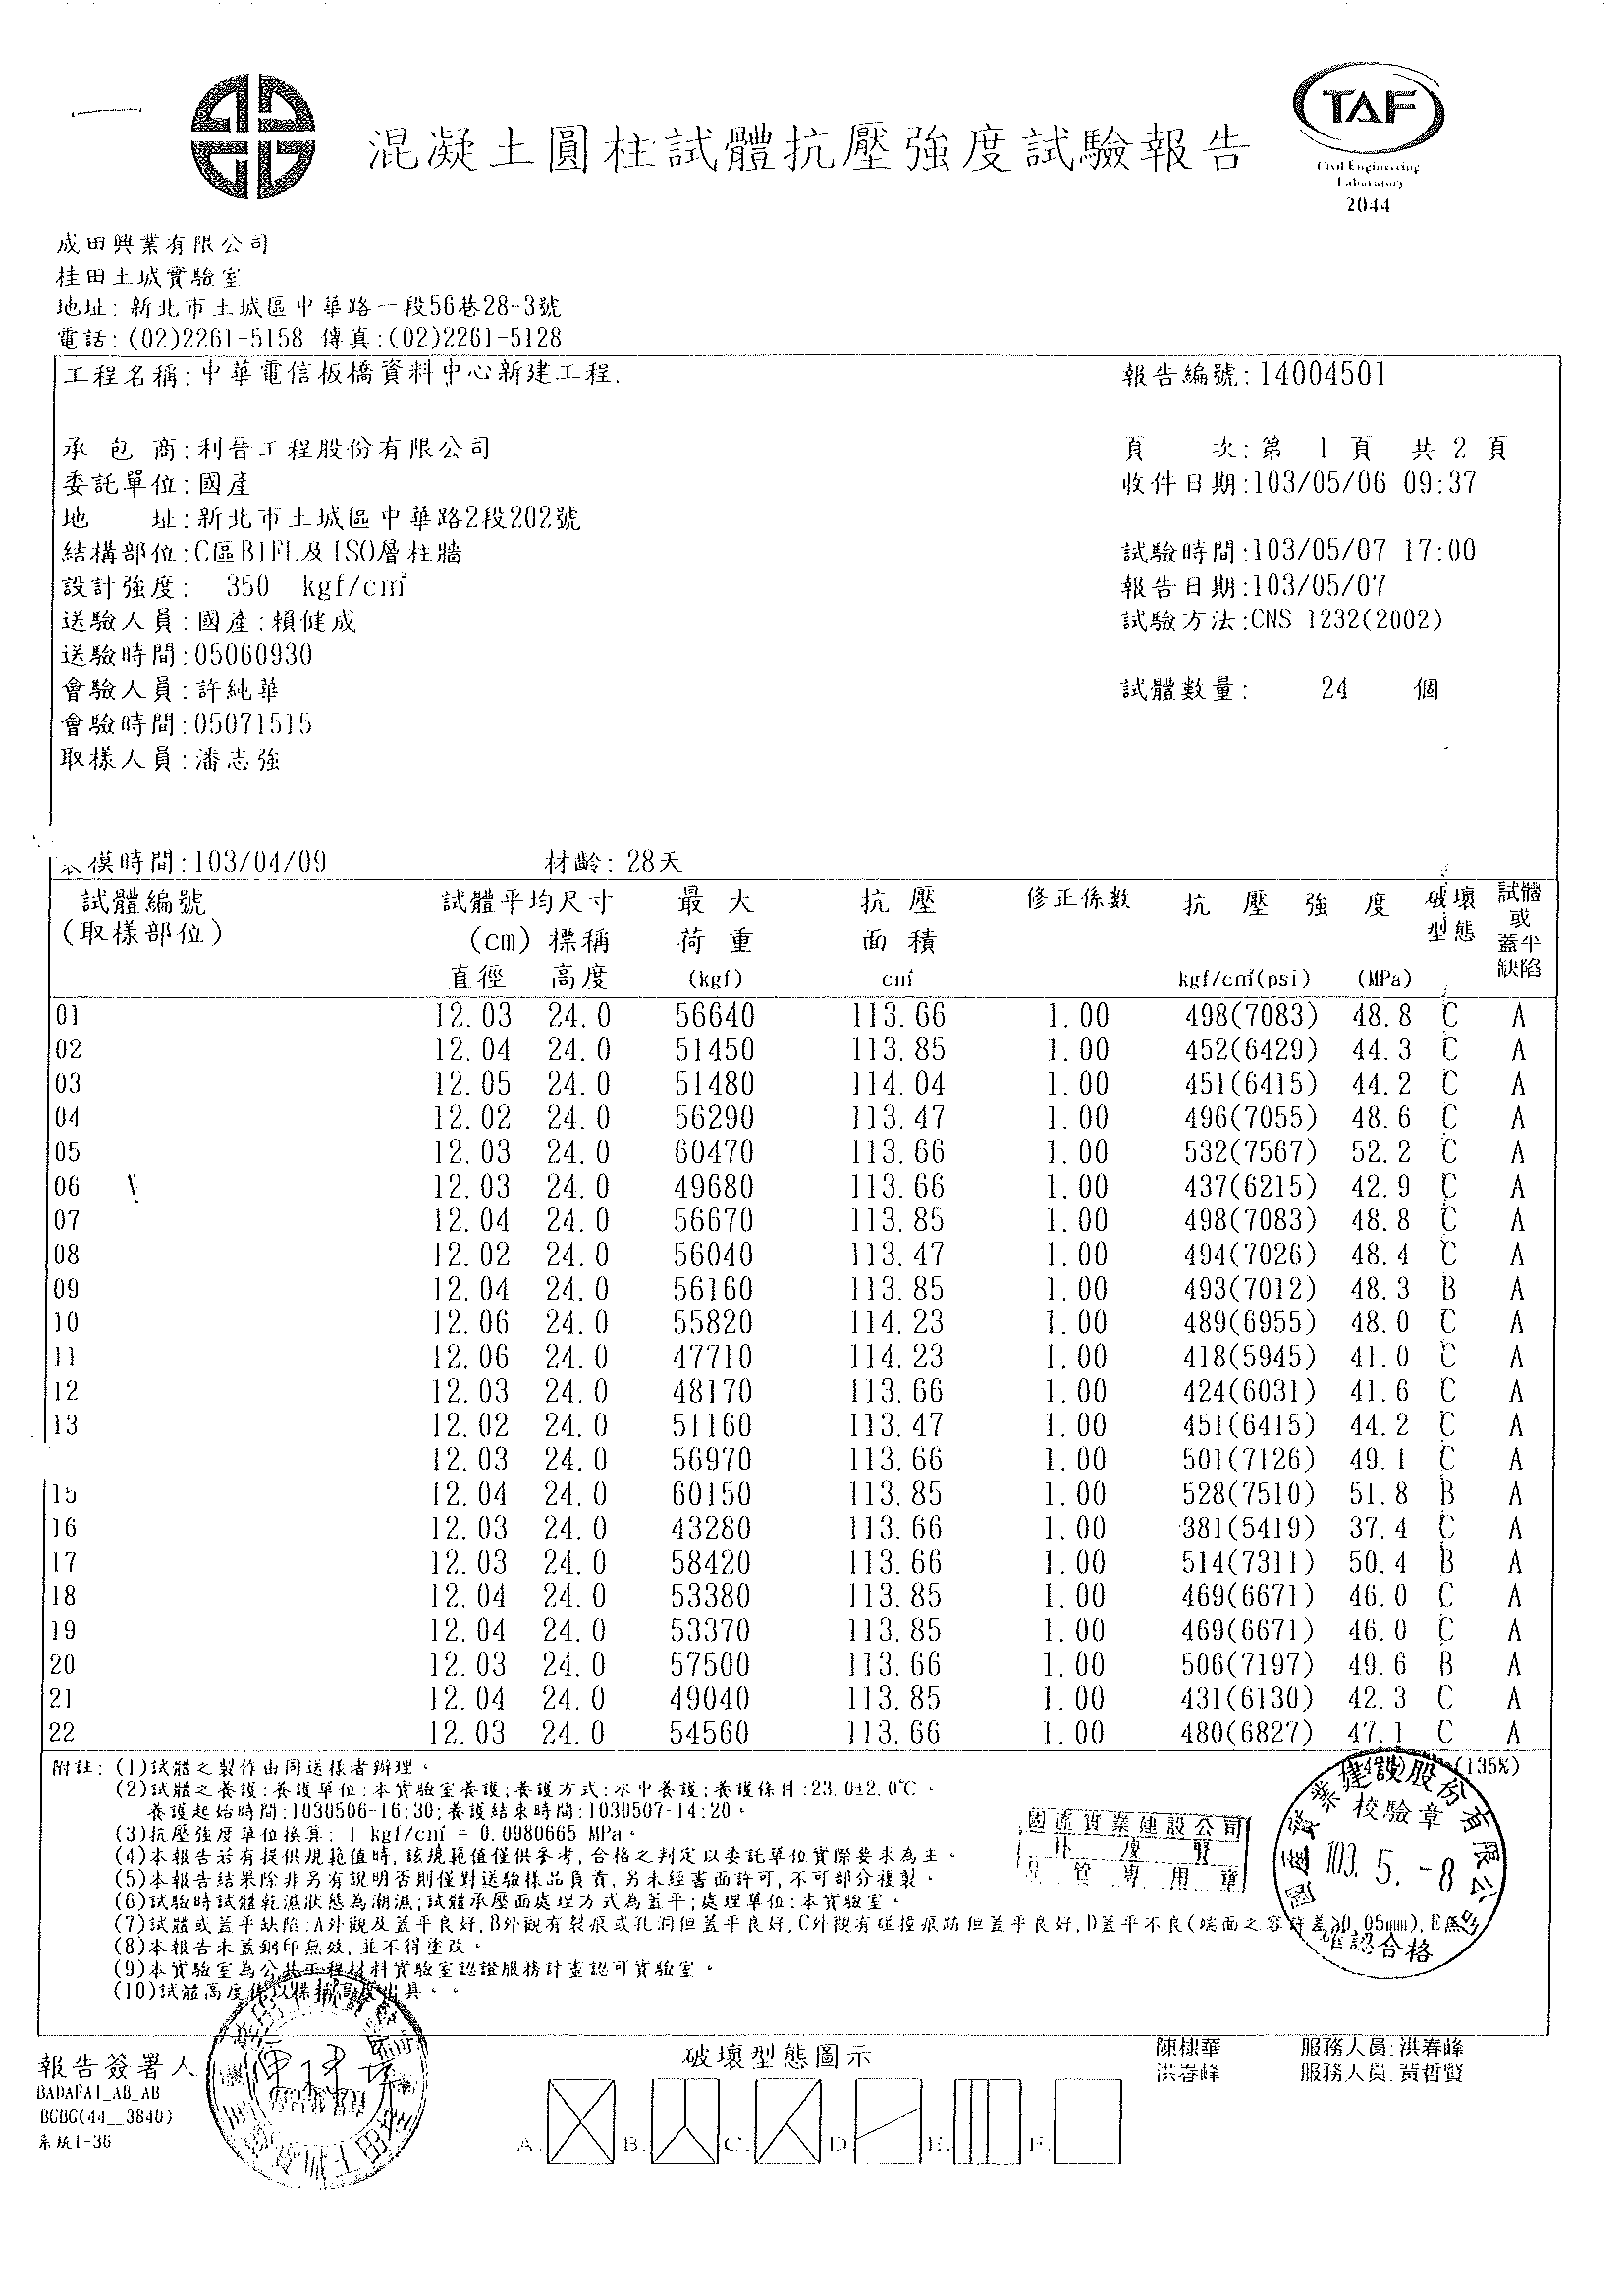 混凝土圓柱試體抗壓強度試驗報告
TAF
Civil Engineering
Laboratory
2044
成田興業有限公司
桂田土城實驗室
地址: 新北市土城區中華路一段56巷28-3號
電話: (02)2261-5158 傳真:(02)2261-5128
工程名稱: 中華電信板橋資料中心新建工程. 報告編號: 14004501
承包商: 利晉工程股份有限公司 頁次: 第 1 頁 共 2 頁
委託單位: 國產 收件日期:103/05/06 09:37
地址:新北市土城區中華路2段202號
結構部位:C區B1FL及ISO層柱牆 試驗時間:103/05/07 17:00
設計強度: 350 kgf/c㎡ 報告日期:103/05/07
送驗人員:國產:賴健成 試驗方法:CNS 1232(2002)
送驗時間:05060930
會驗人員:許純華 試體數量: 24 個
會驗時間:05071515
取樣人員:潘志強
模時間:103/04/09 材齡: 28天
試體編號 試體平均尺寸 最大 抗壓 修正係數 抗壓強度 破壞 試體
(取樣部位) (cm) 標稱 荷重 面積 型態 或
蓋平
直徑 高度 (kgf) c㎡ kgf/c㎡(psi) (MPa) 缺陷
01 12.03 24.0 56640 113.66 1.00 498(7083) 48.8 C A
02 12.04 24.0 51450 113.85 1.00 452(6429) 44.3 C A
03 12.05 24.0 51480 114.04 1.00 451(6415) 44.2 C A
04 12.02 24.0 56290 113.47 1.00 496(7055) 48.6 C A
05 12.03 24.0 60470 113.66 1.00 532(7567) 52.2 C A
06 12.03 24.0 49680 113.66 1.00 437(6215) 42.9 C A
07 12.04 24.0 56670 113.85 1.00 498(7083) 48.8 C A
08 12.02 24.0 56040 113.47 1.00 494(7026) 48.4 C A
09 12.04 24.0 56160 113.85 1.00 493(7012) 48.3 B A
10 12.06 24.0 55820 114.23 1.00 489(6955) 48.0 C A
11 12.06 24.0 47710 114.23 1.00 418(5945) 41.0 C A
12 12.03 24.0 48170 113.66 1.00 424(6031) 41.6 C A
13 12.02 24.0 51160 113.47 1.00 451(6415) 44.2 C A
12.03 24.0 56970 113.66 1.00 501(7126) 49.1 C A
15 12.04 24.0 60150 113.85 1.00 528(7510) 51.8 B A
16 12.03 24.0 43280 113.66 1.00 381(5419) 37.4 C A
17 12.03 24.0 58420 113.66 1.00 514(7311) 50.4 B A
18 12.04 24.0 53380 113.85 1.00 469(6671) 46.0 C A
19 12.04 24.0 53370 113.85 1.00 469(6671) 46.0 C A
20 12.03 24.0 57500 113.66 1.00 506(7197) 49.6 B A
21 12.04 24.0 49040 113.85 1.00 431(6130) 42.3 C A
22 12.03 24.0 54560 113.66 1.00 480(6827) 47.1 C A
(135%)
附註: (1)試體之製作由同送樣者辦理。
(2)試體之養護:養護單位:本實驗室養護;養護方式:水中養護;養護條件:23.0±2.0℃。
養護起始時間:1030506-16:30;養護結束時間:1030507-14:20。
(3)抗壓強度單位換算: 1 kgf/c㎡ = 0.0980665 MPa。
(4)本報告若有提供規範值時,該規範值僅供參考,合格之判定以委託單位實際要求為主。
(5)本報告結果除非另有說明否則僅對送驗樣品負責,另未經書面許可,不可部分複製。
(6)試驗時試體乾濕狀態為潮濕;試體承壓面處理方式為蓋平;處理單位:本實驗室。
(7)試體或蓋平缺陷:A外觀及蓋平良好,B外觀有裂痕或孔洞但蓋平良好,C外觀有碰撞痕跡但蓋平良好,D蓋平不良(端面之容許差>0.05mm),E
(8)本報告未蓋鋼印無效,並不得塗改。
(9)本實驗室為公共工程材料實驗室認證服務計畫認可實驗室。
(10)試體高度係以標稱高度出具。
國產實業建設公司
品質專用章
國產實業建設股份有限公司
校驗章
103. 5. -8
確認合格
報告簽署人
BADAFAI_AB_AB
BGBG(44__3840)
系統1-36
破壞型態圖示
A. B. C. D. E. F.
陳棣華 服務人員:洪春峰
洪春峰 服務人員:黃哲賢